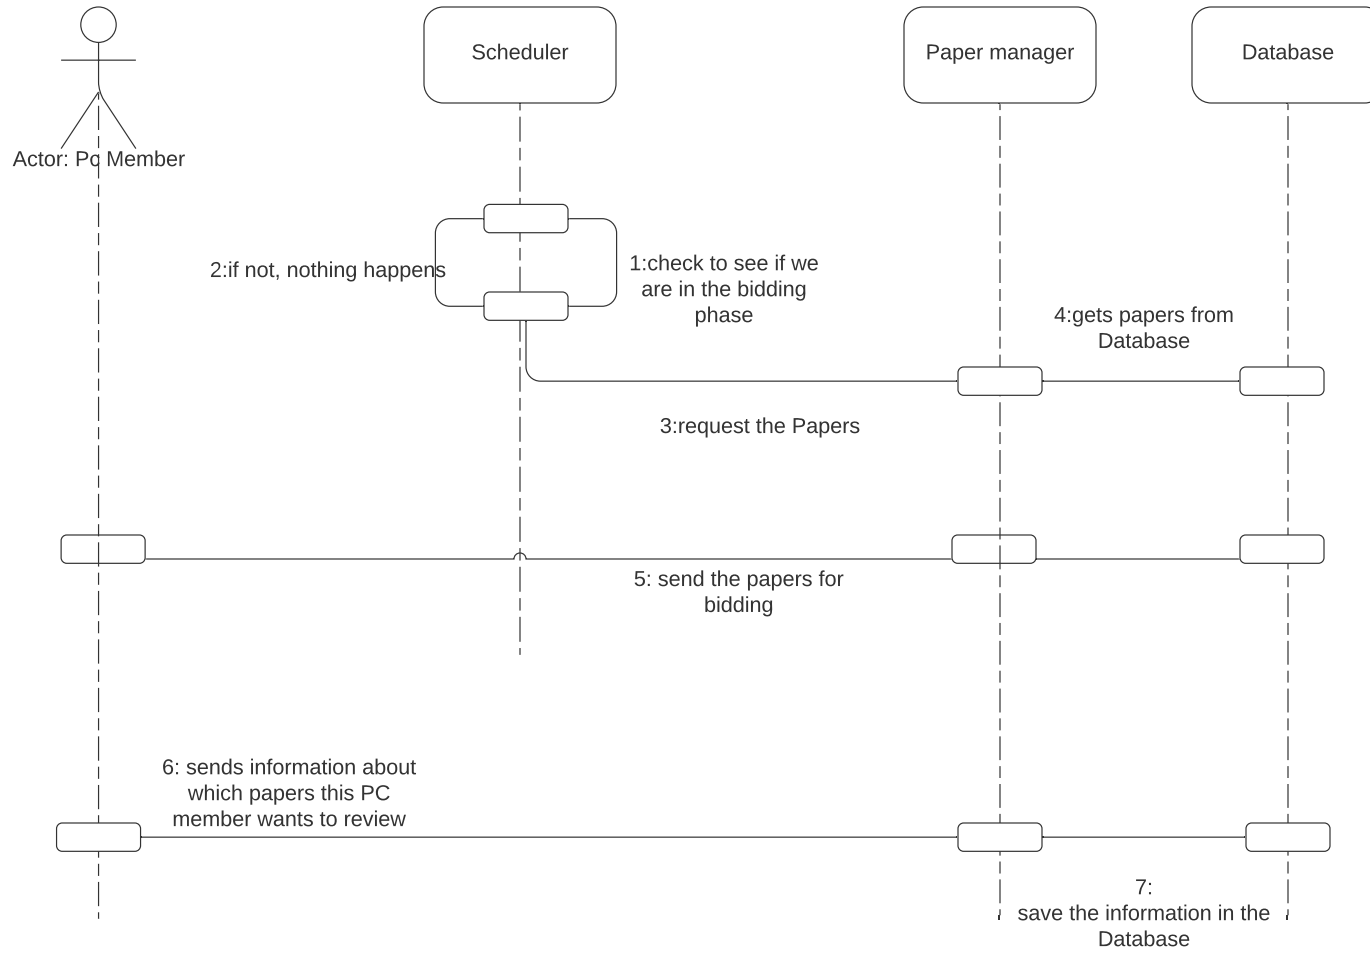 Scheduler
Paper manager
Database
Actor: Pc Member
2:if not, nothing happens
1:check to see if we
are in the bidding
phase
4:gets papers from
Database
3:request the Papers
5: send the papers for
bidding
6: sends information about
which papers this PC
member wants to review
7:
save the information in the
Database